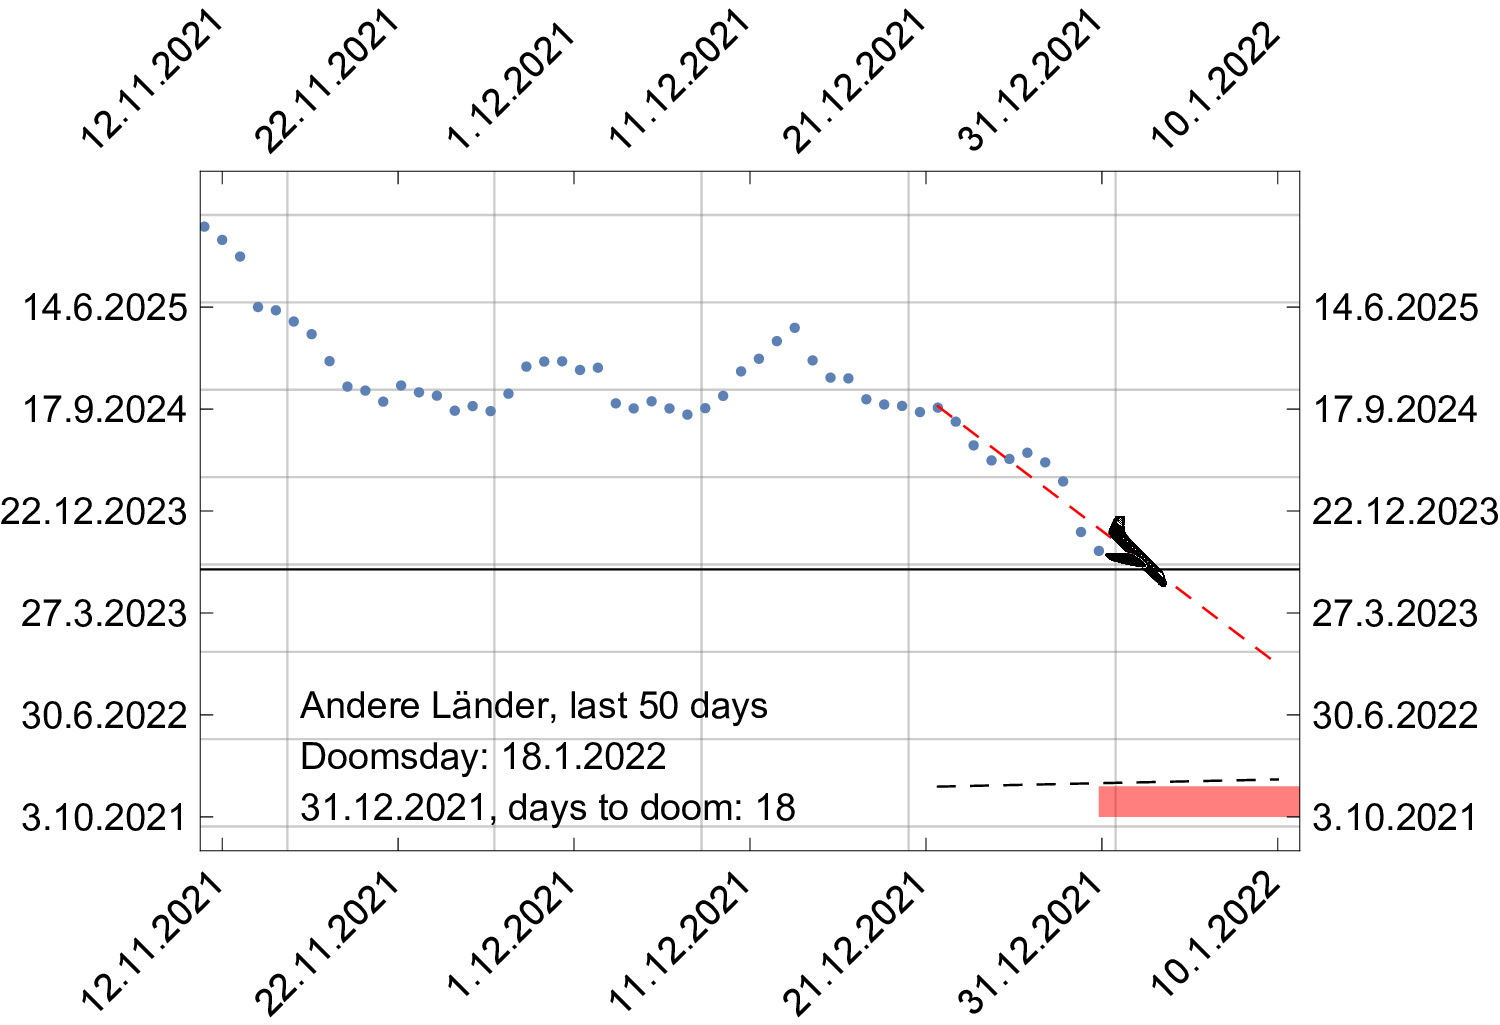 12.11.2021 22.11.2021 1.12.2021 11.12.2021 21.12.2021 31.12.2021 10.1.2022
14.6.2025 14.6.2025
17.9.2024 17.9.2024
22.12.2023 22.12.2023
27.3.2023 27.3.2023
30.6.2022 Andere Länder, last 50 days 30.6.2022
Doomsday: 18.1.2022
3.10.2021 31.12.2021, days to doom: 18 3.10.2021
12.11.2021 22.11.2021 1.12.2021 11.12.2021 21.12.2021 31.12.2021 10.1.2022